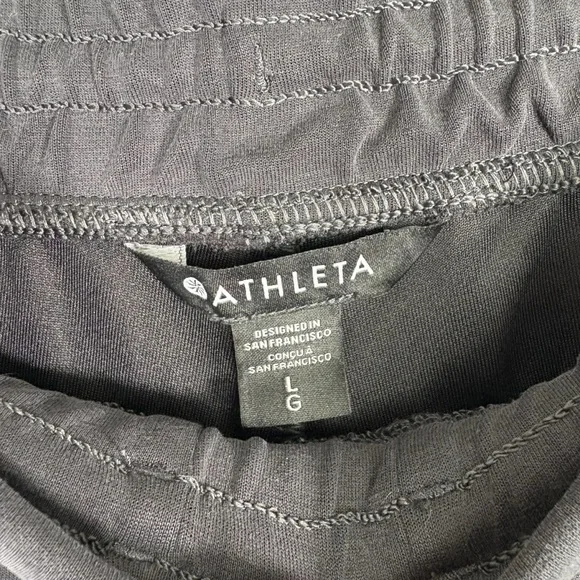 ATHLETA
DESIGNED IN
SAN FRANCISCO
CONÇU À
SAN FRANCISCO
L
G